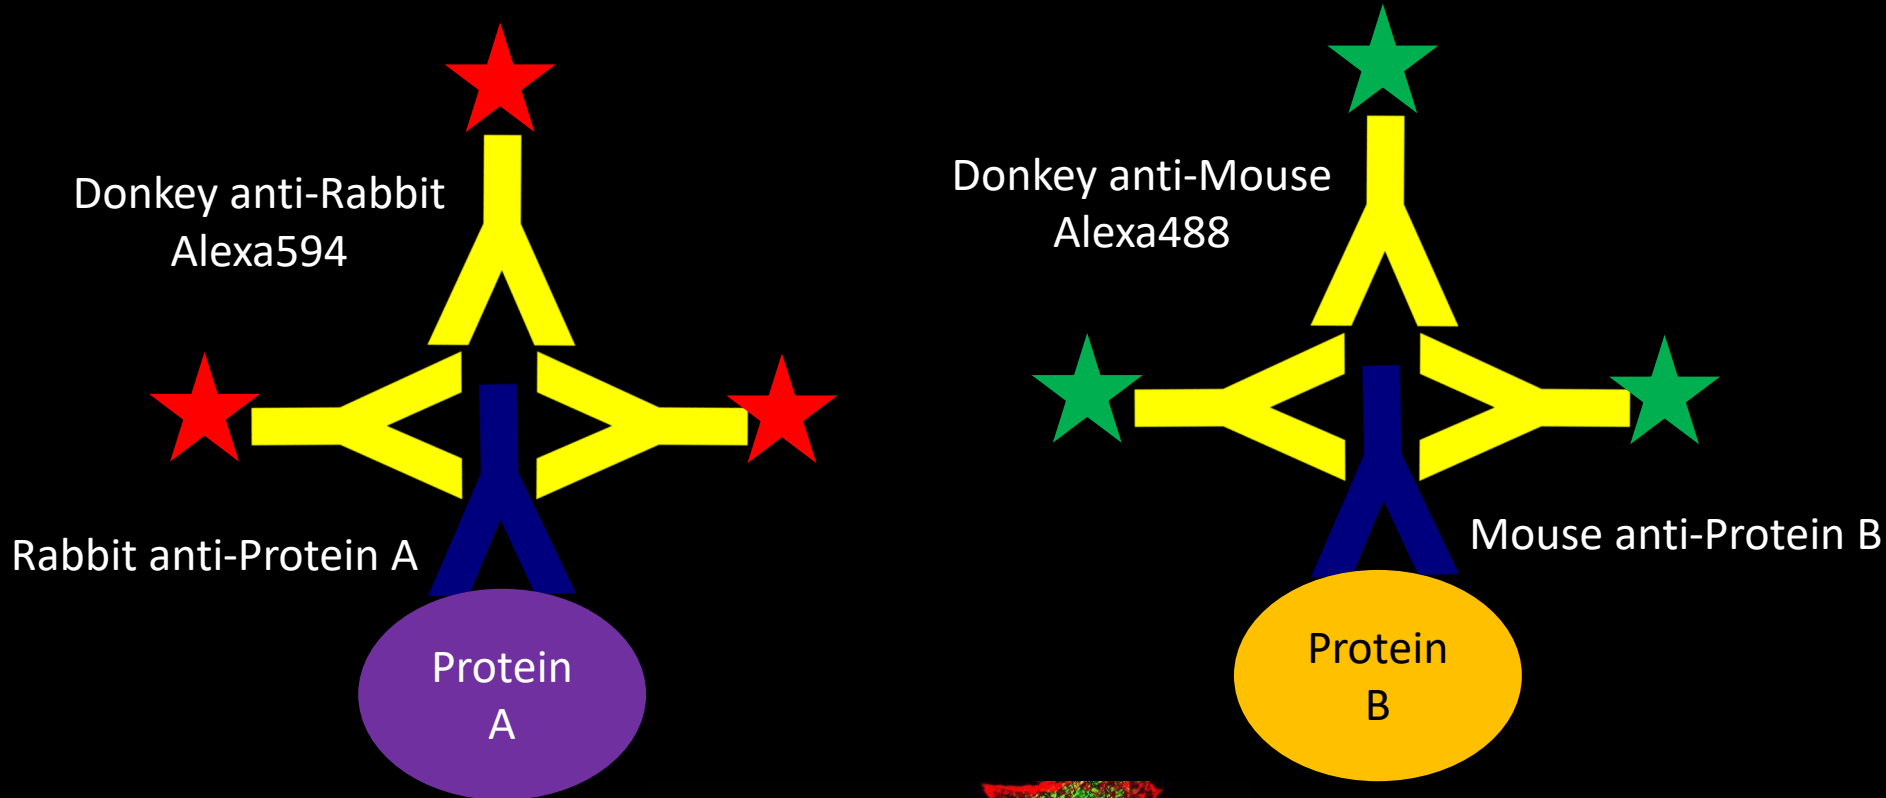 Donkey anti-Rabbit
Alexa594
Rabbit anti-Protein A
Protein
A
Donkey anti-Mouse
Alexa488
Mouse anti-Protein B
Protein
B